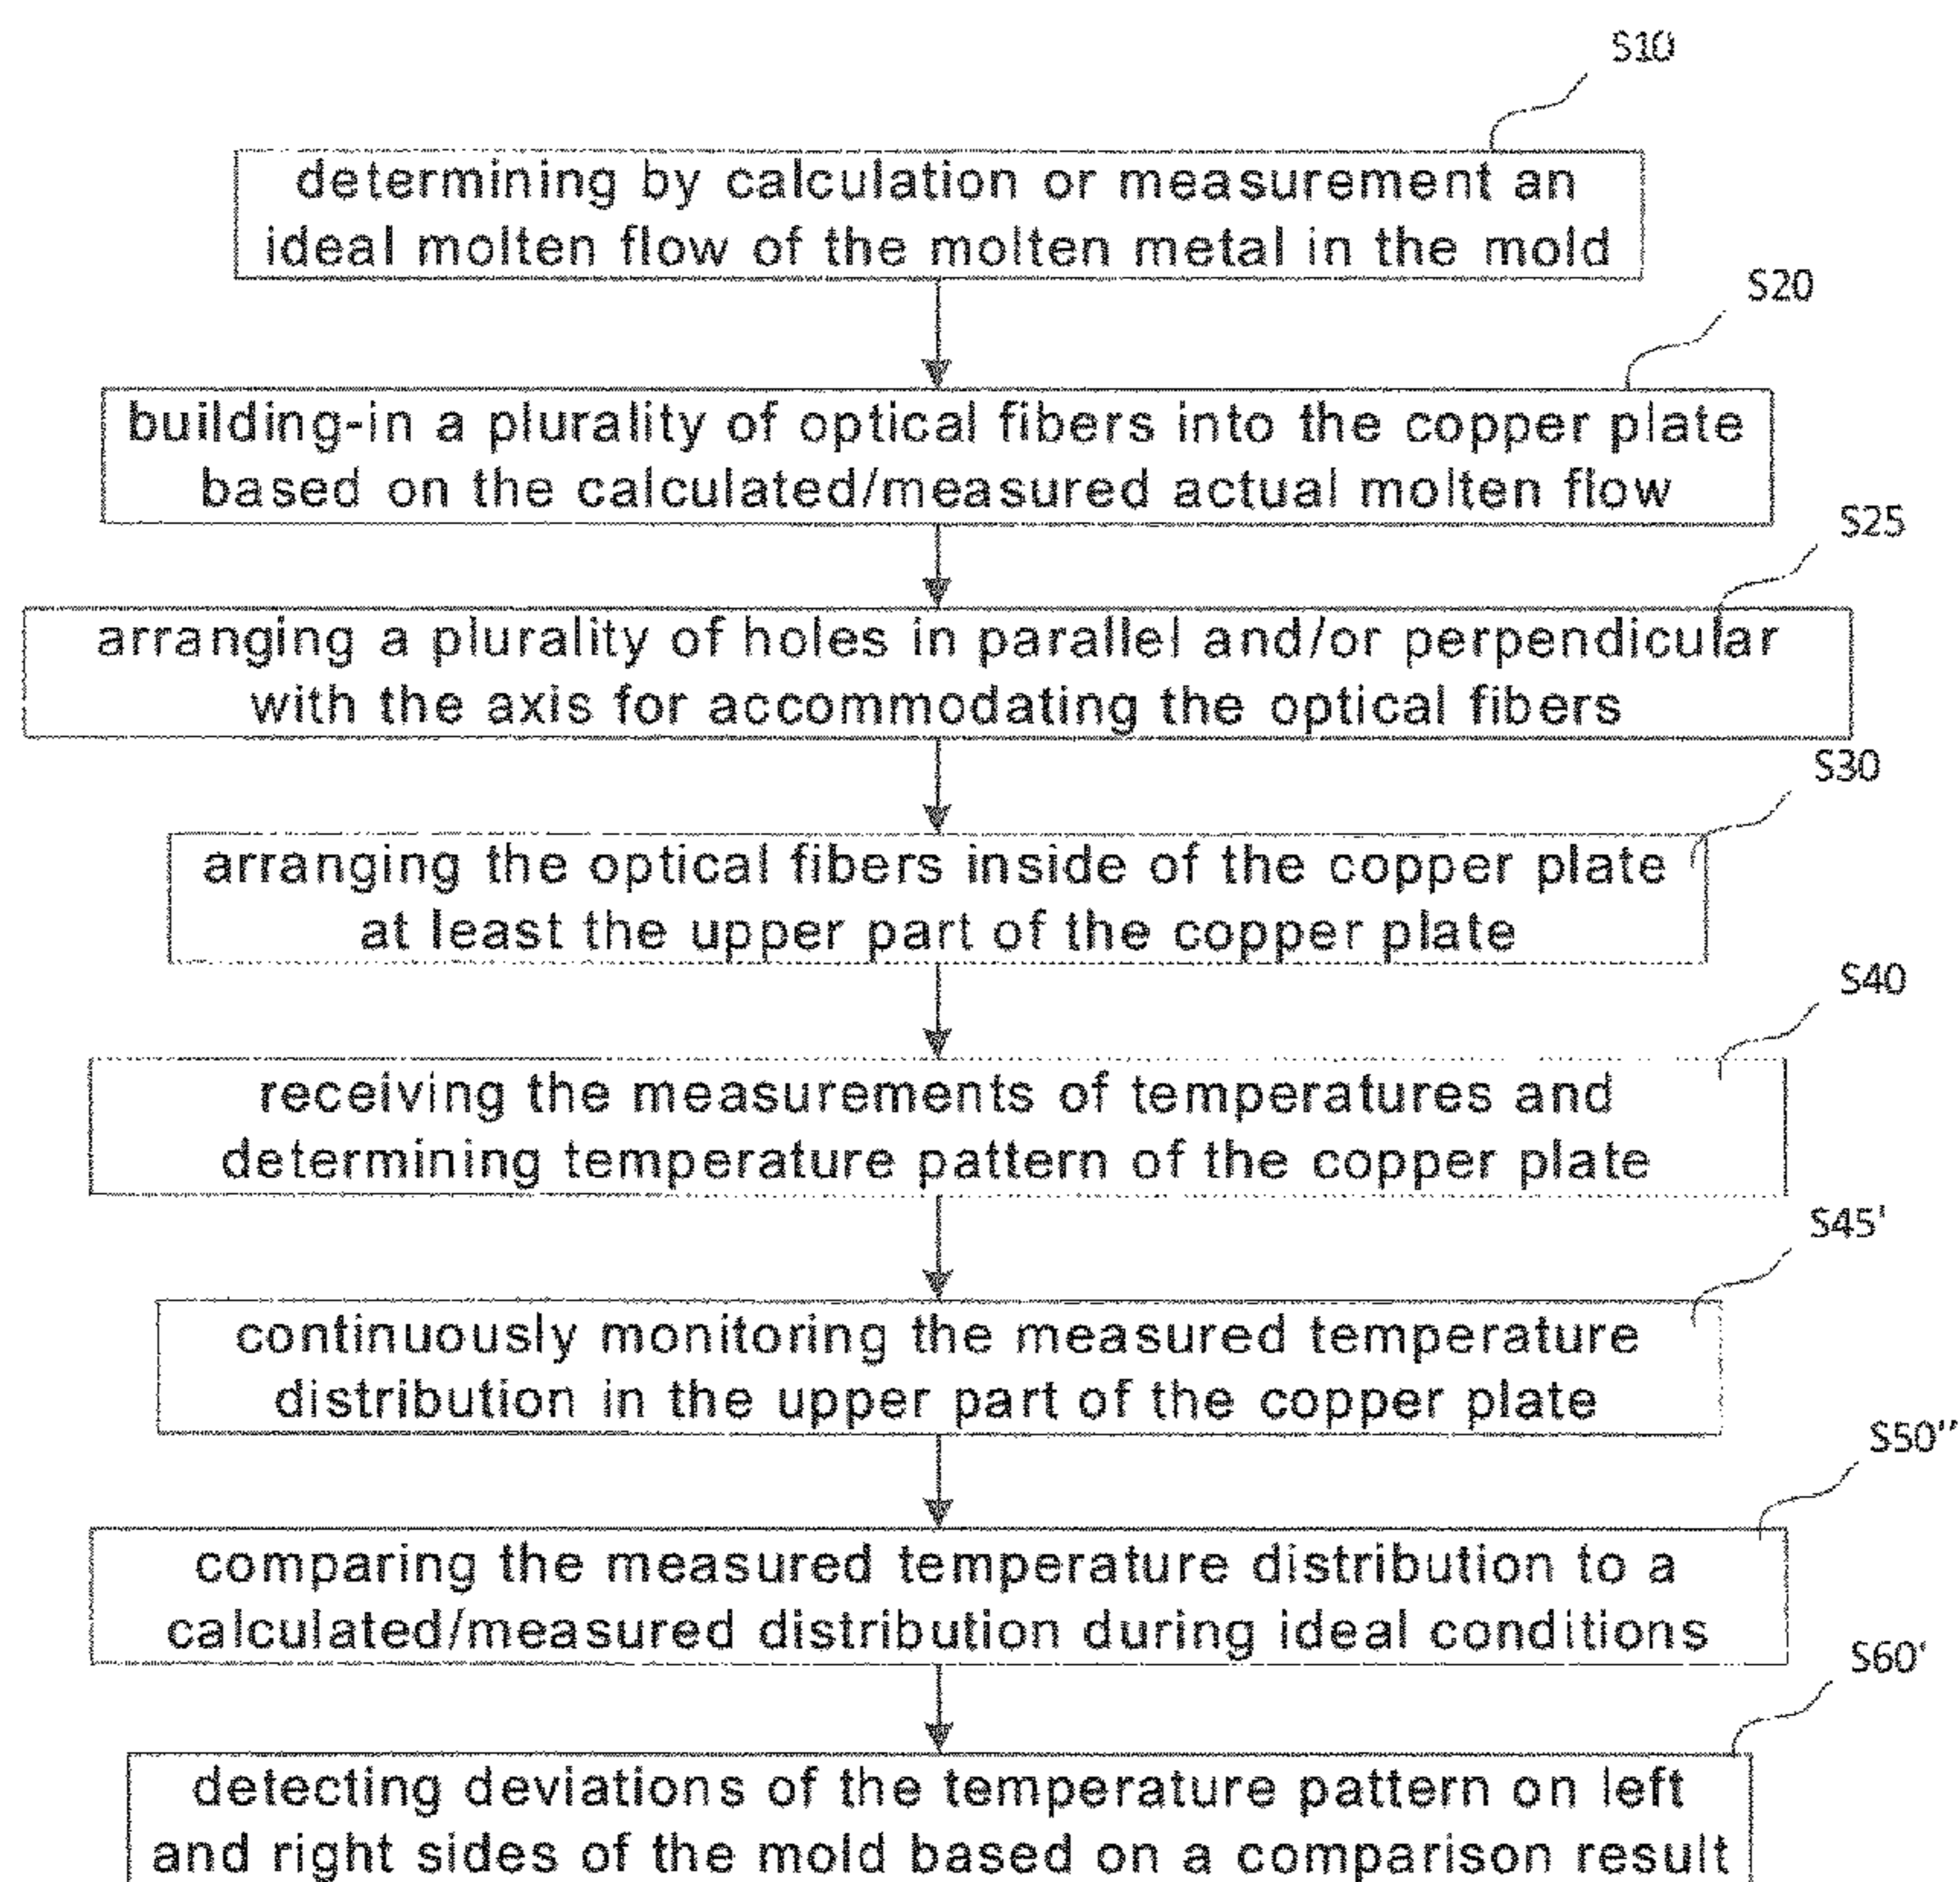 S10
determining by calculation or measurement an
ideal molten flow of the molten metal in the mold
S20
building-in a plurality of optical fibers into the copper plate
based on the calculated/measured actual molten flow
S25
arranging a plurality of holes in parallel and/or perpendicular
with the axis for accommodating the optical fibers
S30
arranging the optical fibers inside of the copper plate
at least the upper part of the copper plate
S40
receiving the measurements of temperatures and
determining temperature pattern of the copper plate
S45'
continuously monitoring the measured temperature
distribution in the upper part of the copper plate
S50''
comparing the measured temperature distribution to a
calculated/measured distribution during ideal conditions
S60'
detecting deviations of the temperature pattern on left
and right sides of the mold based on a comparison result